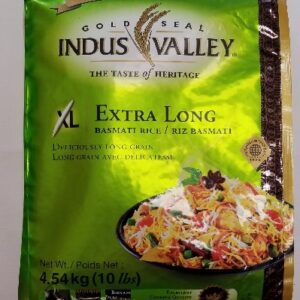 GOLD SEAL
INDUS VALLEY
THE TASTE of HERITAGE
XL EXTRA LONG
BASMATI RICE / RIZ BASMATI
DELICIOUSLY LONG GRAIN
LONG GRAIN AVEC DELICATESSE
Net Wt./ Poids Net :
4.54 kg (10 lbs)